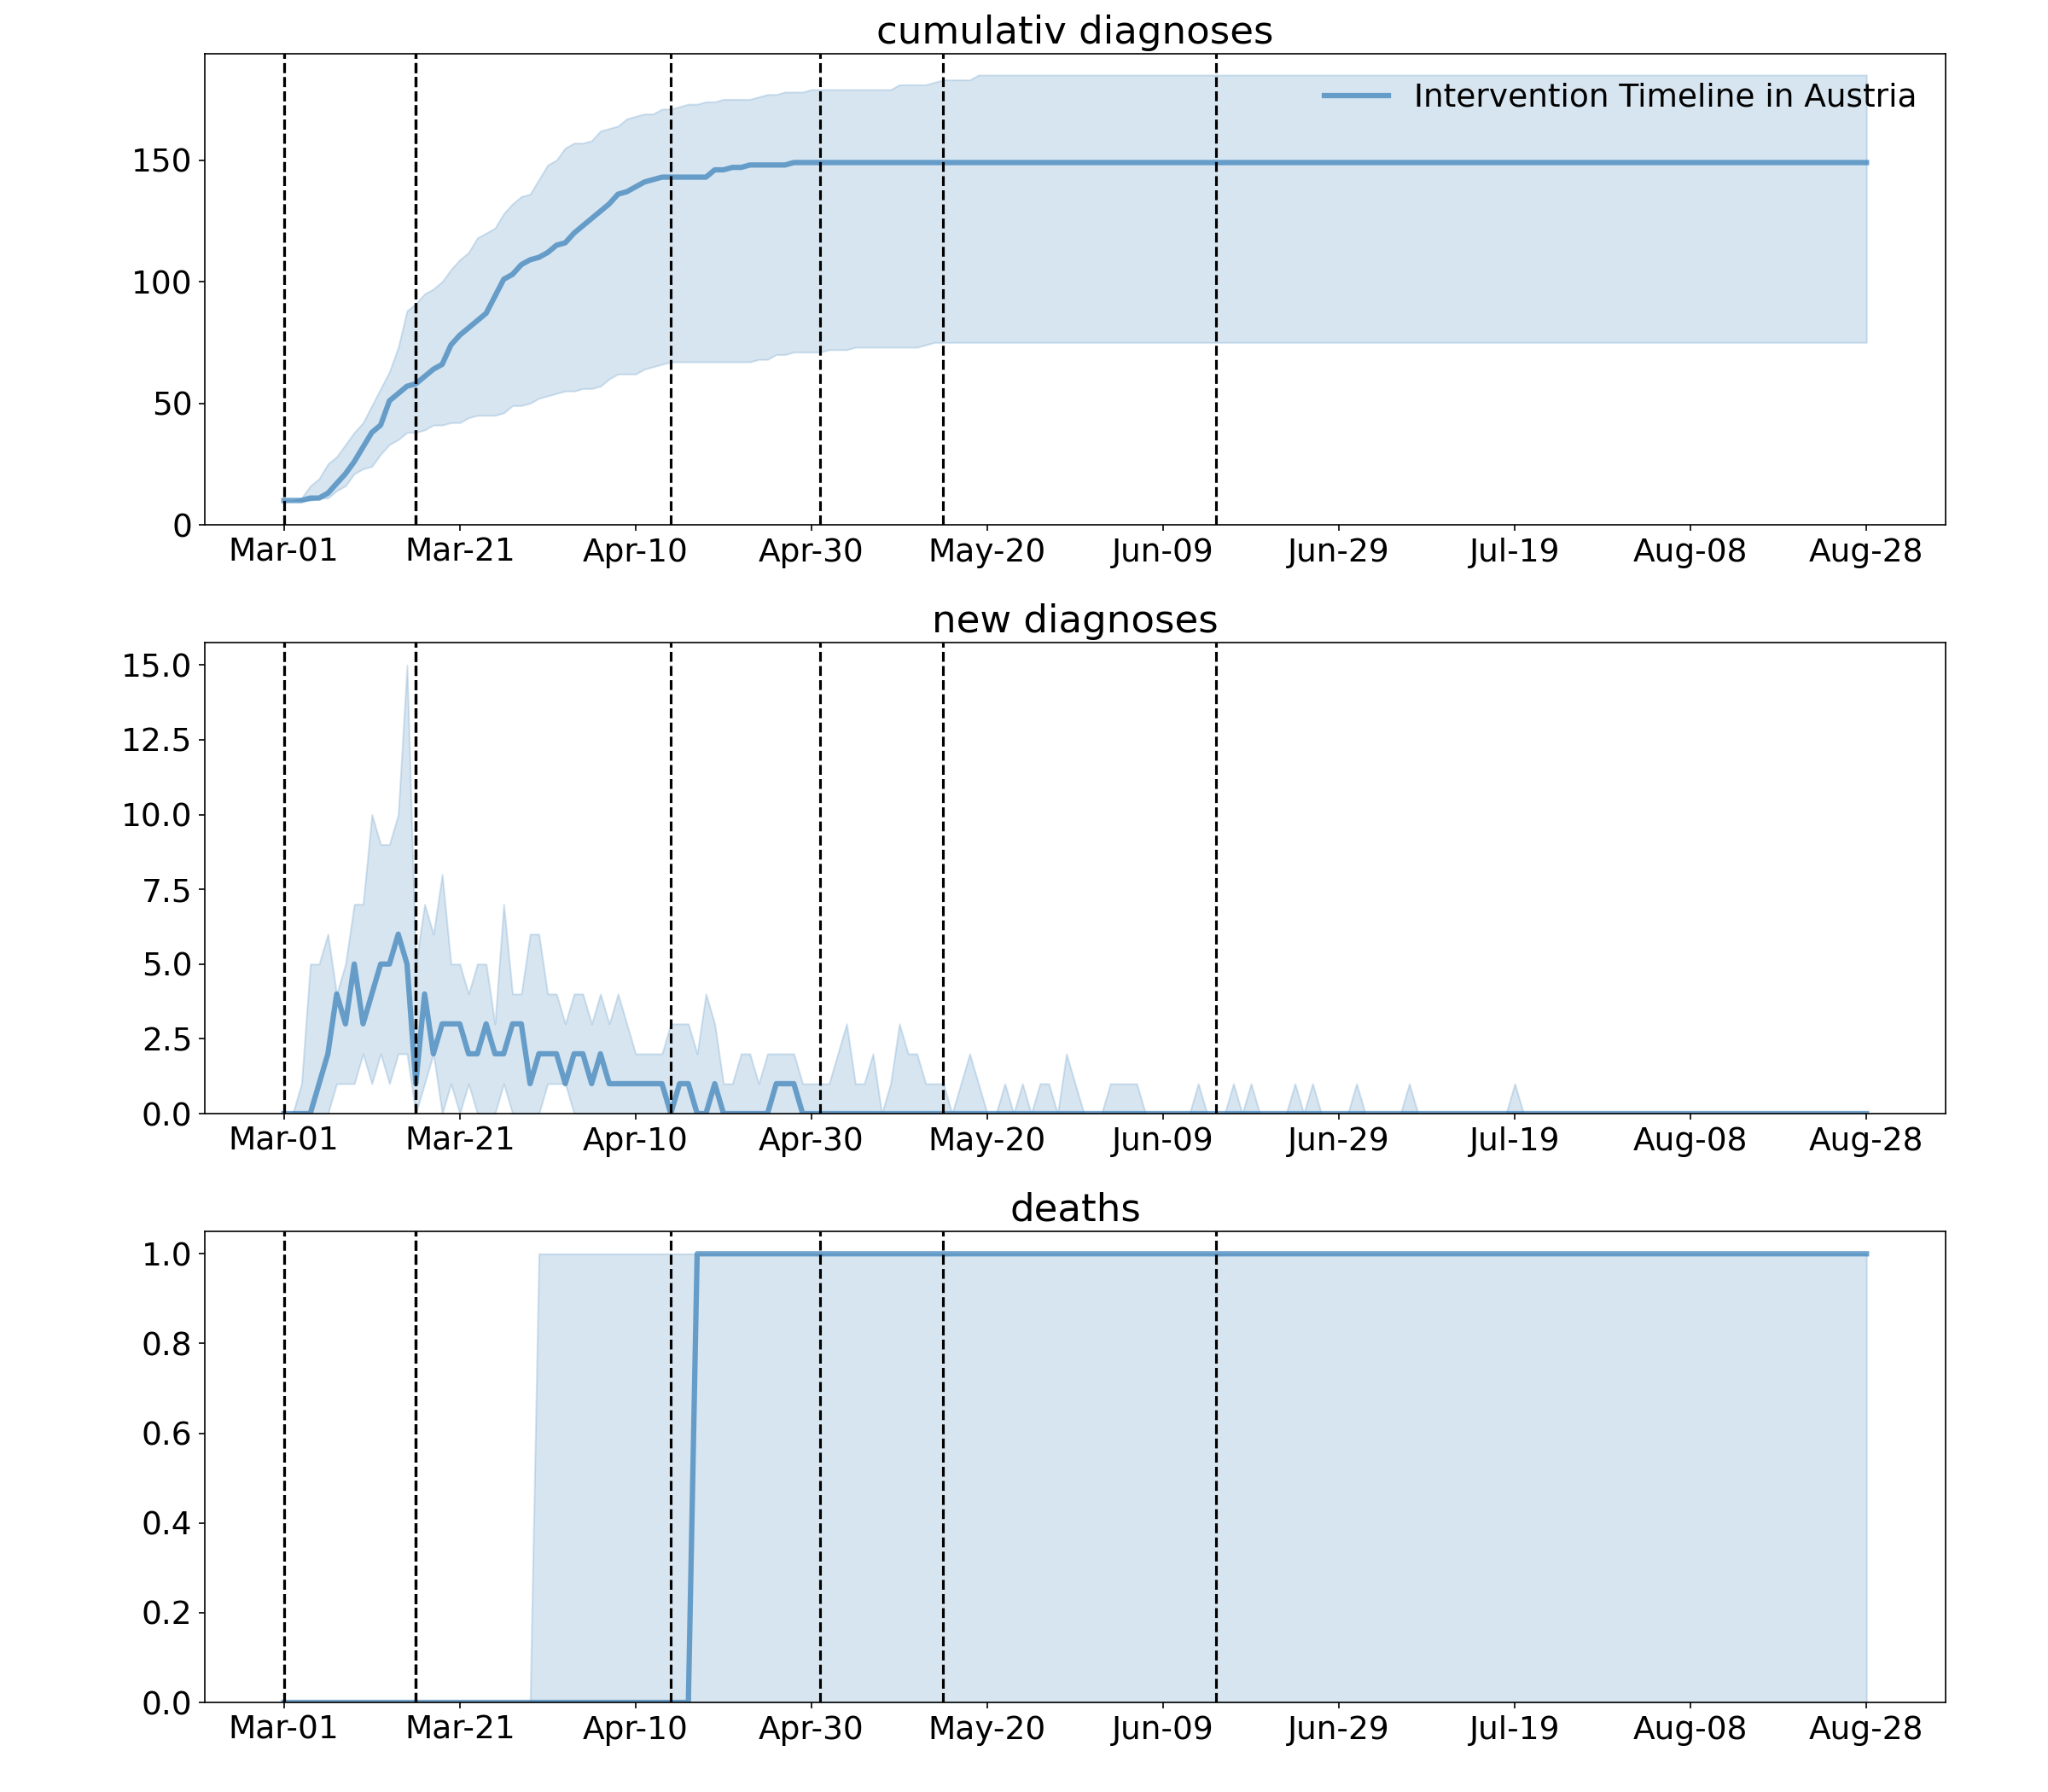 cumulativ diagnoses
Intervention Timeline in Austria
150
100
50
0
Mar-01 Mar-21 Apr-10 Apr-30 May-20 Jun-09 Jun-29 Jul-19 Aug-08 Aug-28
new diagnoses
15.0
12.5
10.0
7.5
5.0
2.5
0.0
Mar-01 Mar-21 Apr-10 Apr-30 May-20 Jun-09 Jun-29 Jul-19 Aug-08 Aug-28
deaths
1.0
0.8
0.6
0.4
0.2
0.0
Mar-01 Mar-21 Apr-10 Apr-30 May-20 Jun-09 Jun-29 Jul-19 Aug-08 Aug-28